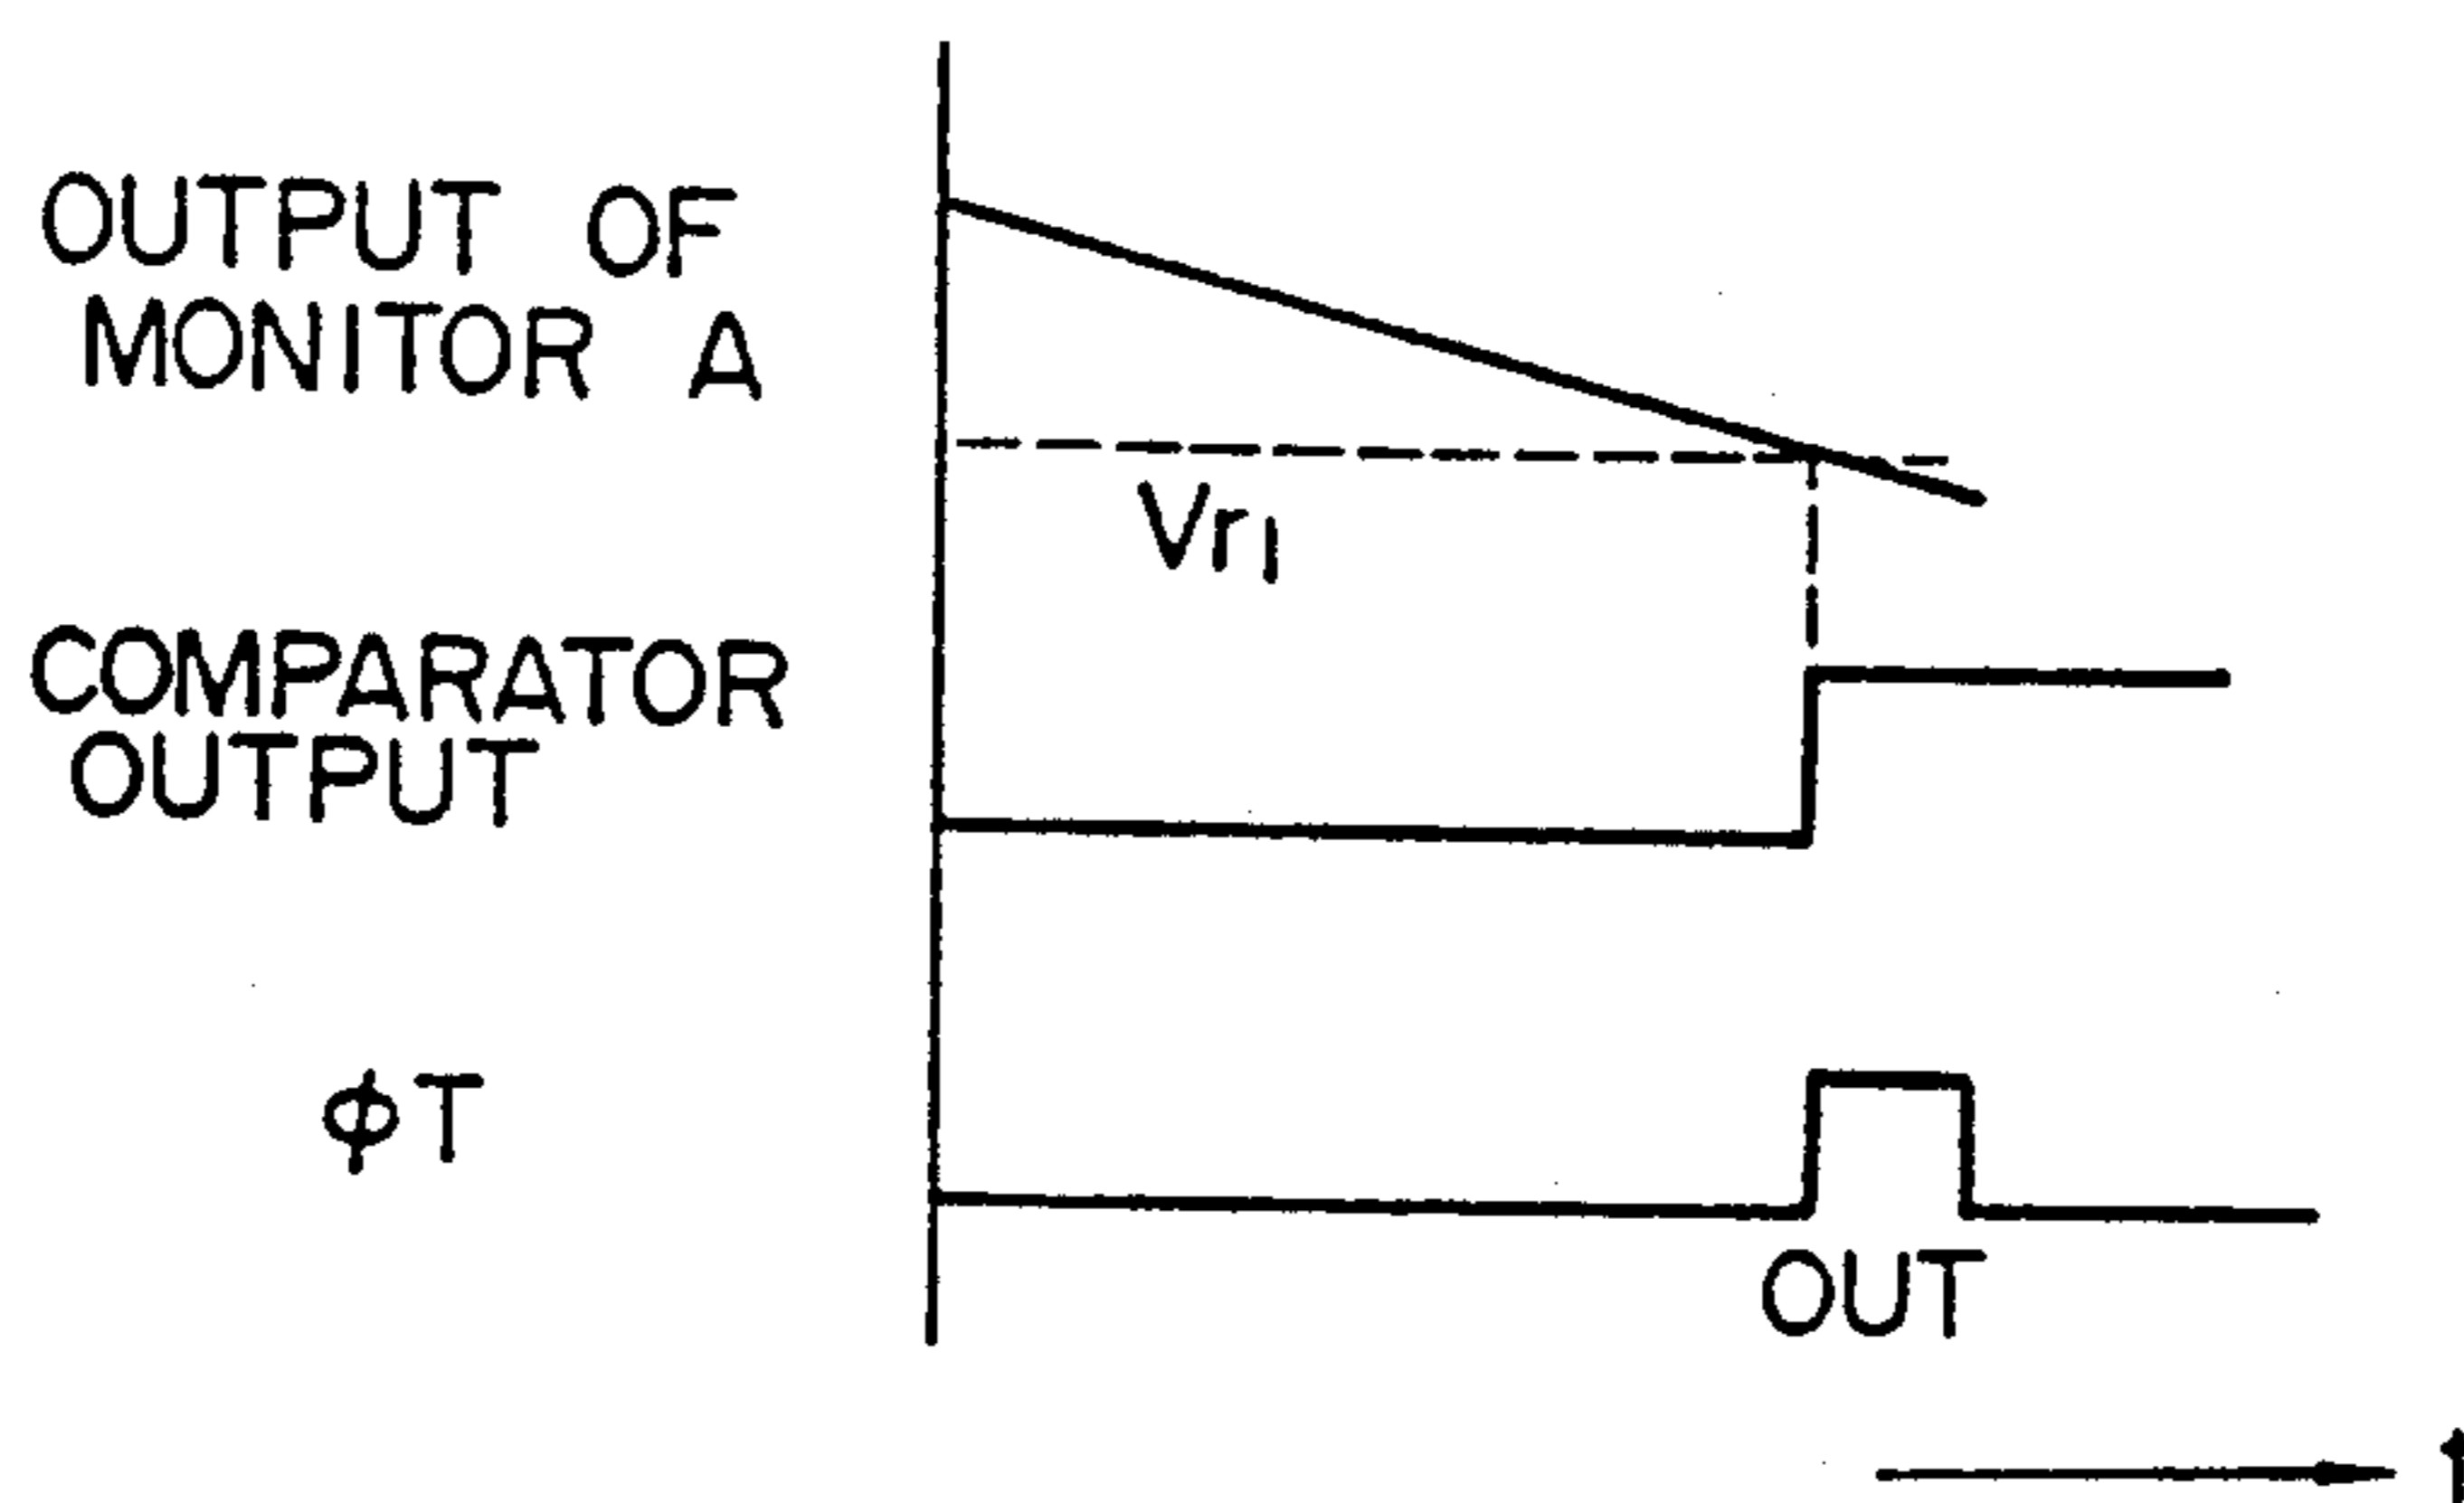 OUTPUT OF
MONITOR A
Vr1
COMPARATOR
OUTPUT
ϕT
OUT